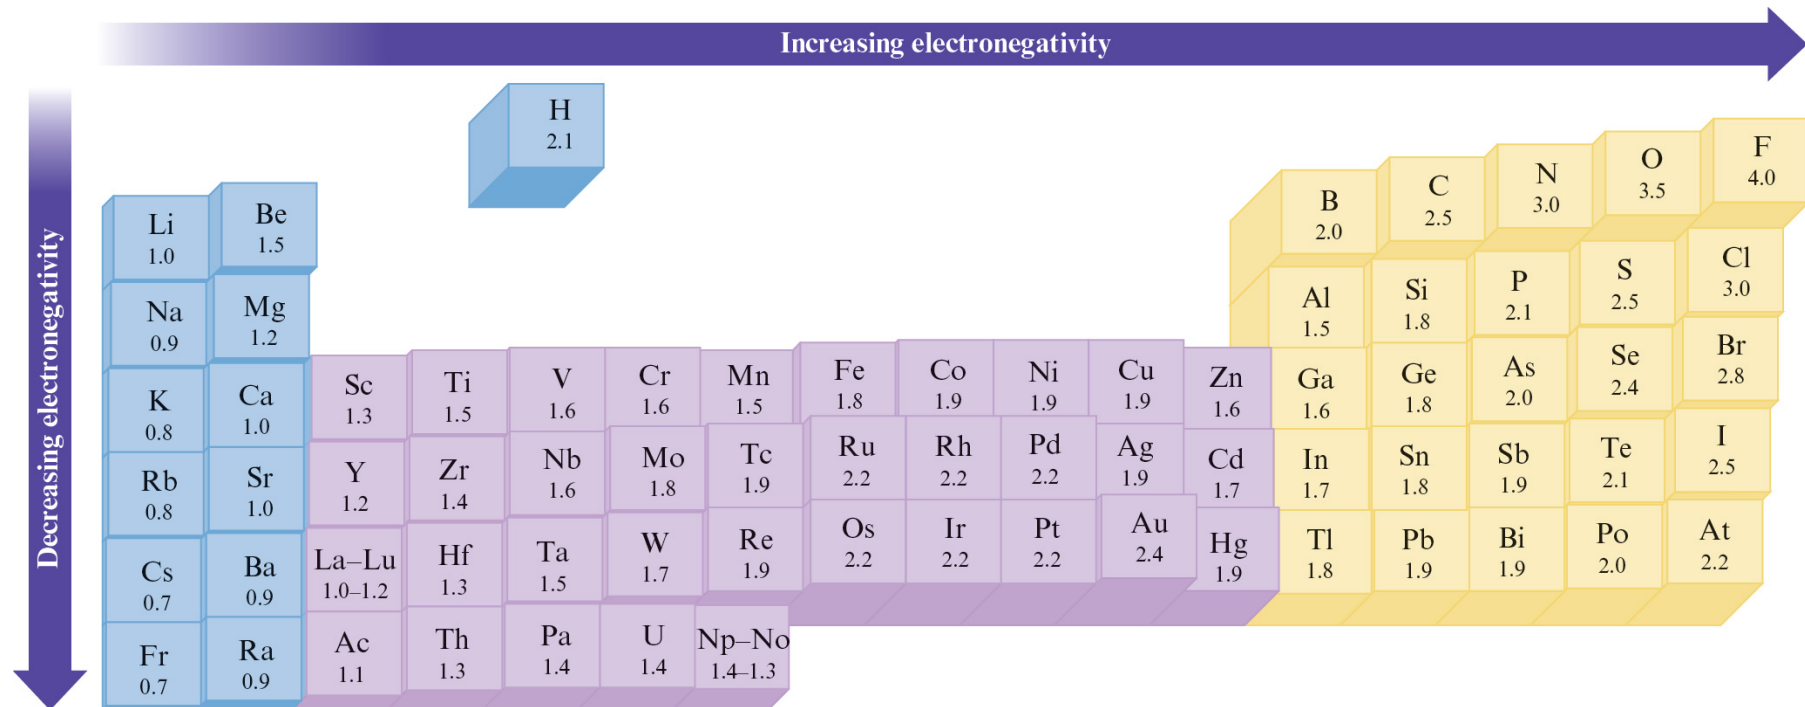 Increasing electronegativity
Decreasing electronegativity
H
2.1
Li
1.0
Be
1.5
B
2.0
C
2.5
N
3.0
O
3.5
F
4.0
Na
0.9
Mg
1.2
Al
1.5
Si
1.8
P
2.1
S
2.5
Cl
3.0
K
0.8
Ca
1.0
Sc
1.3
Ti
1.5
V
1.6
Cr
1.6
Mn
1.5
Fe
1.8
Co
1.9
Ni
1.9
Cu
1.9
Zn
1.6
Ga
1.6
Ge
1.8
As
2.0
Se
2.4
Br
2.8
Rb
0.8
Sr
1.0
Y
1.2
Zr
1.4
Nb
1.6
Mo
1.8
Tc
1.9
Ru
2.2
Rh
2.2
Pd
2.2
Ag
1.9
Cd
1.7
In
1.7
Sn
1.8
Sb
1.9
Te
2.1
I
2.5
Cs
0.7
Ba
0.9
La–Lu
1.0–1.2
Hf
1.3
Ta
1.5
W
1.7
Re
1.9
Os
2.2
Ir
2.2
Pt
2.2
Au
2.4
Hg
1.9
Tl
1.8
Pb
1.9
Bi
1.9
Po
2.0
At
2.2
Fr
0.7
Ra
0.9
Ac
1.1
Th
1.3
Pa
1.4
U
1.4
Np–No
1.4–1.3